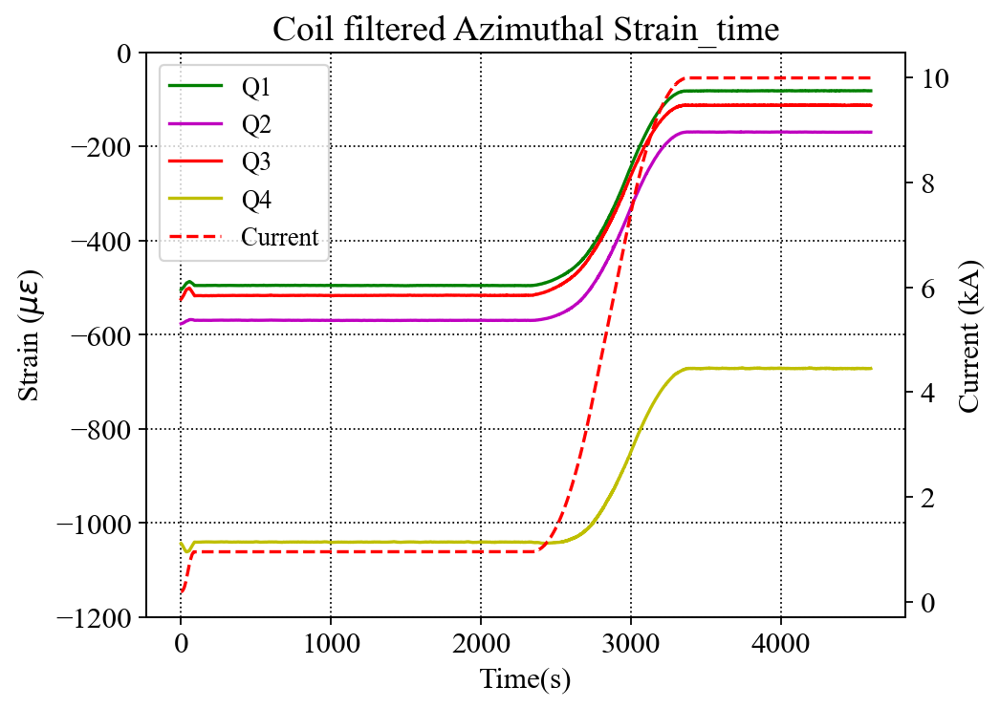 Coil filtered Azimuthal Strain_time
Q1
Q2
Q3
Q4
Current
0
−200
−400
−600
−800
−1000
−1200
Strain (με)
0
1000
2000
3000
4000
Time(s)
10
8
6
4
2
0
Current (kA)